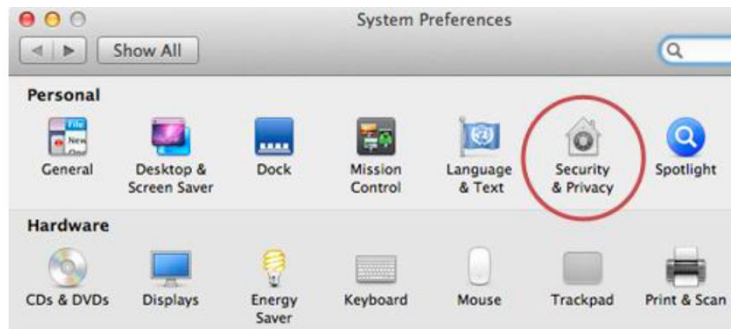 System Preferences
Show All
Personal
General
Desktop &
Screen Saver
Dock
Mission
Control
Language
& Text
Security
& Privacy
Spotlight
Hardware
CDs & DVDs
Displays
Energy
Saver
Keyboard
Mouse
Trackpad
Print & Scan